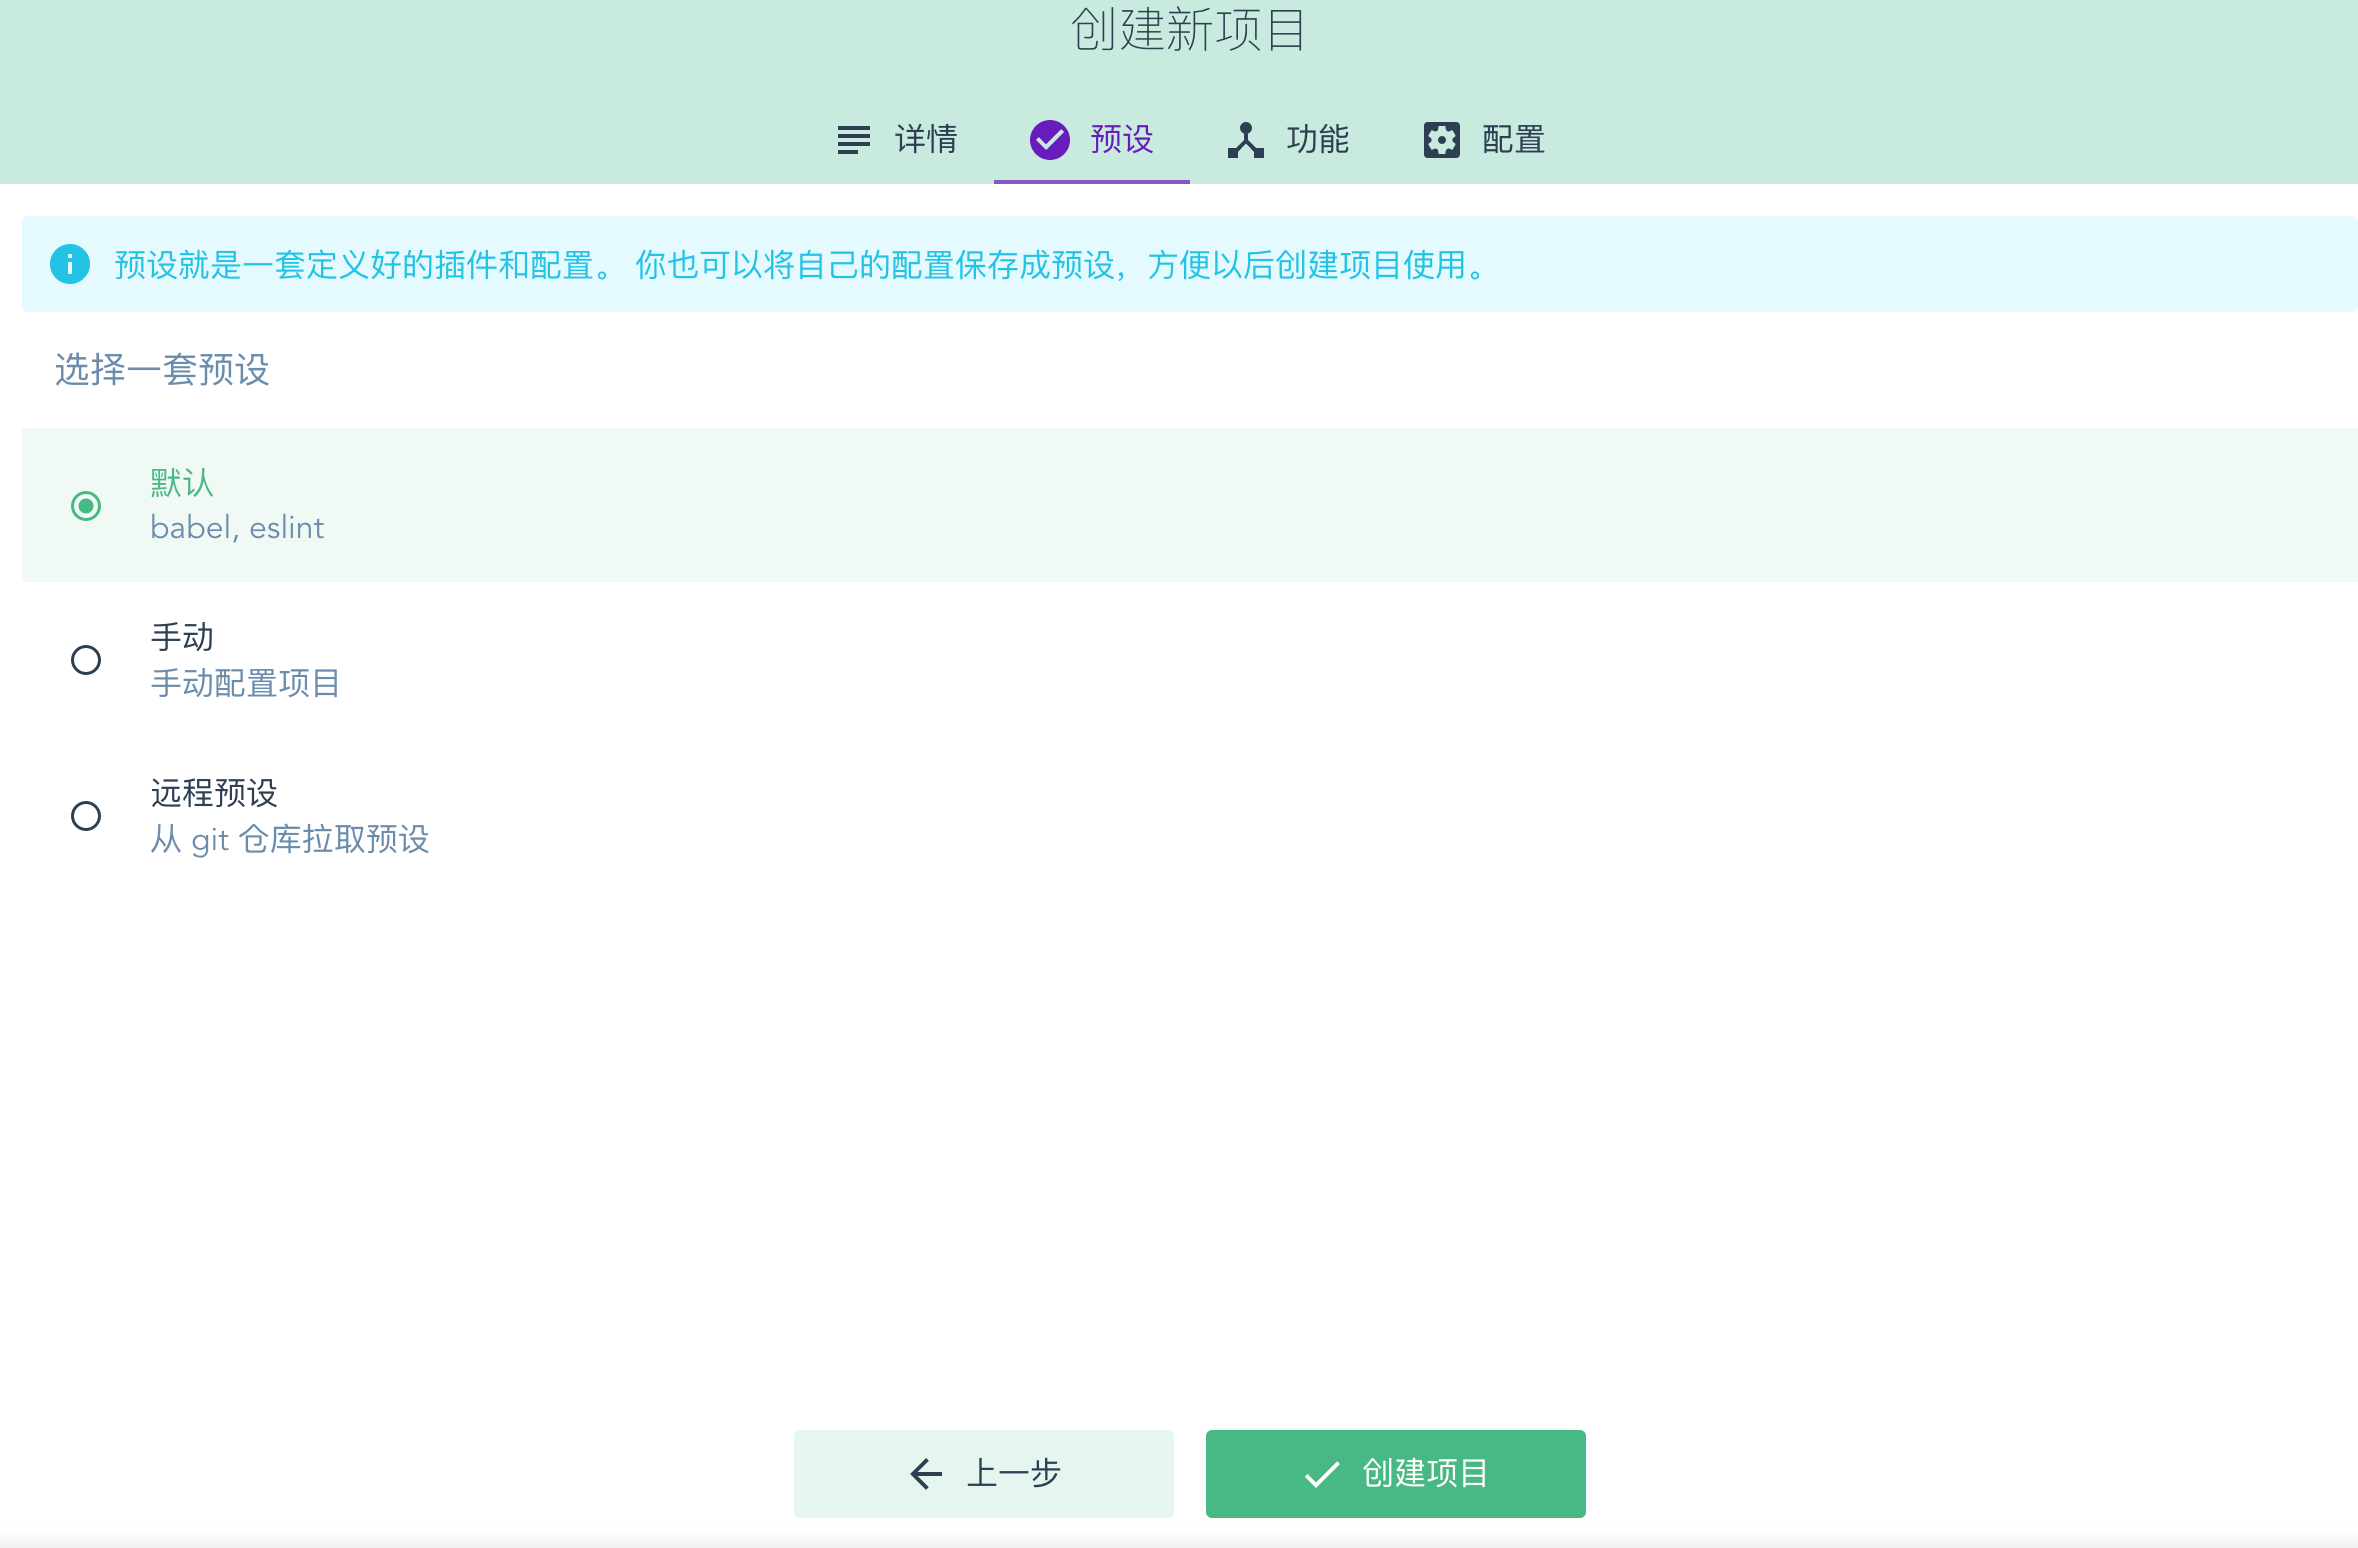 创建新项目
详情
预设
功能
配置
预设就是一套定义好的插件和配置。 你也可以将自己的配置保存成预设，方便以后创建项目使用。
选择一套预设
默认
babel, eslint
手动
手动配置项目
远程预设
从 git 仓库拉取预设
上一步
创建项目